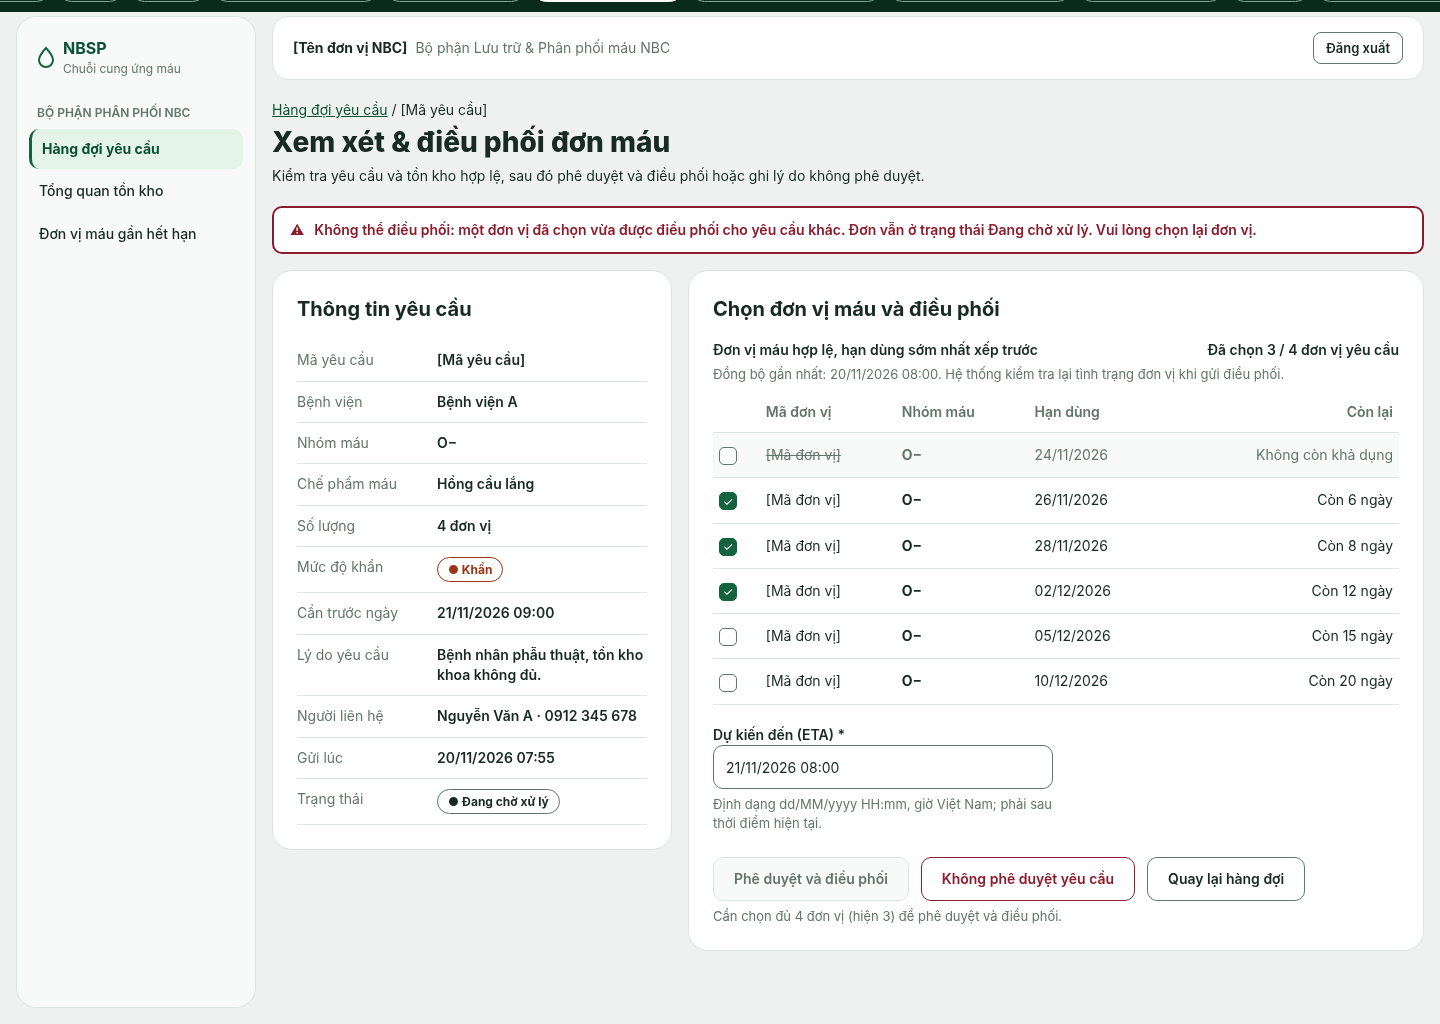 NBSP
Chuỗi cung ứng máu
BỘ PHẬN PHÂN PHỐI NBC
Hàng đợi yêu cầu
Tổng quan tồn kho
Đơn vị máu gần hết hạn
[Tên đơn vị NBC] Bộ phận Lưu trữ & Phân phối máu NBC
Đăng xuất
Hàng đợi yêu cầu / [Mã yêu cầu]
Xem xét & điều phối đơn máu
Kiểm tra yêu cầu và tồn kho hợp lệ, sau đó phê duyệt và điều phối hoặc ghi lý do không phê duyệt.
Không thể điều phối: một đơn vị đã chọn vừa được điều phối cho yêu cầu khác. Đơn vẫn ở trạng thái Đang chờ xử lý. Vui lòng chọn lại đơn vị.
Thông tin yêu cầu
Mã yêu cầu [Mã yêu cầu]
Bệnh viện Bệnh viện A
Nhóm máu O−
Chế phẩm máu Hồng cầu lắng
Số lượng 4 đơn vị
Mức độ khẩn Khẩn
Cần trước ngày 21/11/2026 09:00
Lý do yêu cầu Bệnh nhân phẫu thuật, tồn kho
khoa không đủ.
Người liên hệ Nguyễn Văn A · 0912 345 678
Gửi lúc 20/11/2026 07:55
Trạng thái Đang chờ xử lý
Chọn đơn vị máu và điều phối
Đơn vị máu hợp lệ, hạn dùng sớm nhất xếp trước Đã chọn 3 / 4 đơn vị yêu cầu
Đồng bộ gần nhất: 20/11/2026 08:00. Hệ thống kiểm tra lại tình trạng đơn vị khi gửi điều phối.
Mã đơn vị Nhóm máu Hạn dùng Còn lại
[Mã đơn vị] O− 24/11/2026 Không còn khả dụng
[Mã đơn vị] O− 26/11/2026 Còn 6 ngày
[Mã đơn vị] O− 28/11/2026 Còn 8 ngày
[Mã đơn vị] O− 02/12/2026 Còn 12 ngày
[Mã đơn vị] O− 05/12/2026 Còn 15 ngày
[Mã đơn vị] O− 10/12/2026 Còn 20 ngày
Dự kiến đến (ETA) *
21/11/2026 08:00
Định dạng dd/MM/yyyy HH:mm, giờ Việt Nam; phải sau
thời điểm hiện tại.
Phê duyệt và điều phối Không phê duyệt yêu cầu Quay lại hàng đợi
Cần chọn đủ 4 đơn vị (hiện 3) để phê duyệt và điều phối.